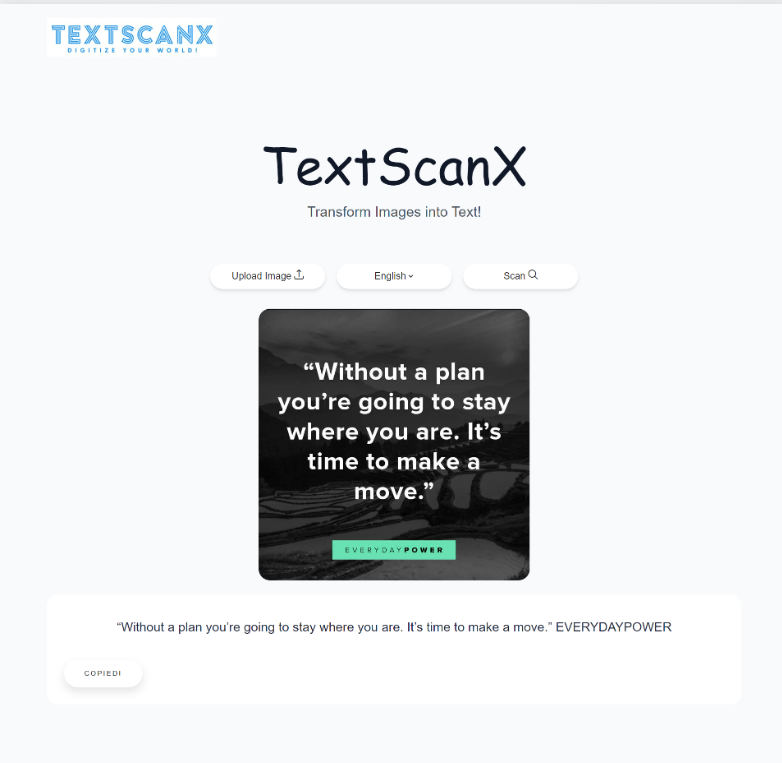 TEXTSCANX
DIGITIZE YOUR WORLD!
TextScanX
Transform Images into Text!
Upload Image
English
Scan
“Without a plan
you’re going to stay
where you are. It’s
time to make a
move.”
EVERYDAYPOWER
“Without a plan you’re going to stay where you are. It’s time to make a move.” EVERYDAYPOWER
COPIED!